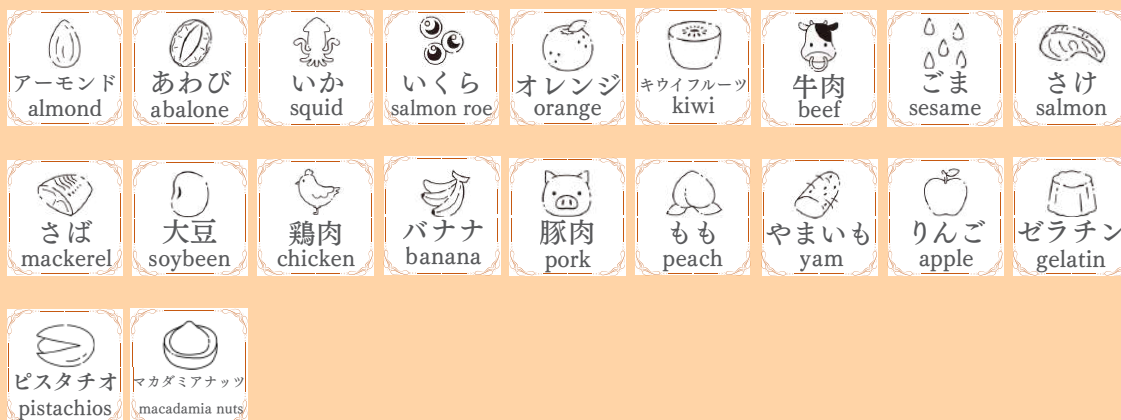 アーモンド
almond
あわび
abalone
いか
squid
いくら
salmon roe
オレンジ
orange
キウイフルーツ
kiwi
牛肉
beef
ごま
sesame
さけ
salmon
さば
mackerel
大豆
soybeen
鶏肉
chicken
バナナ
banana
豚肉
pork
もも
peach
やまいも
yam
りんご
apple
ゼラチン
gelatin
ピスタチオ
pistachios
マカダミアナッツ
macadamia nuts